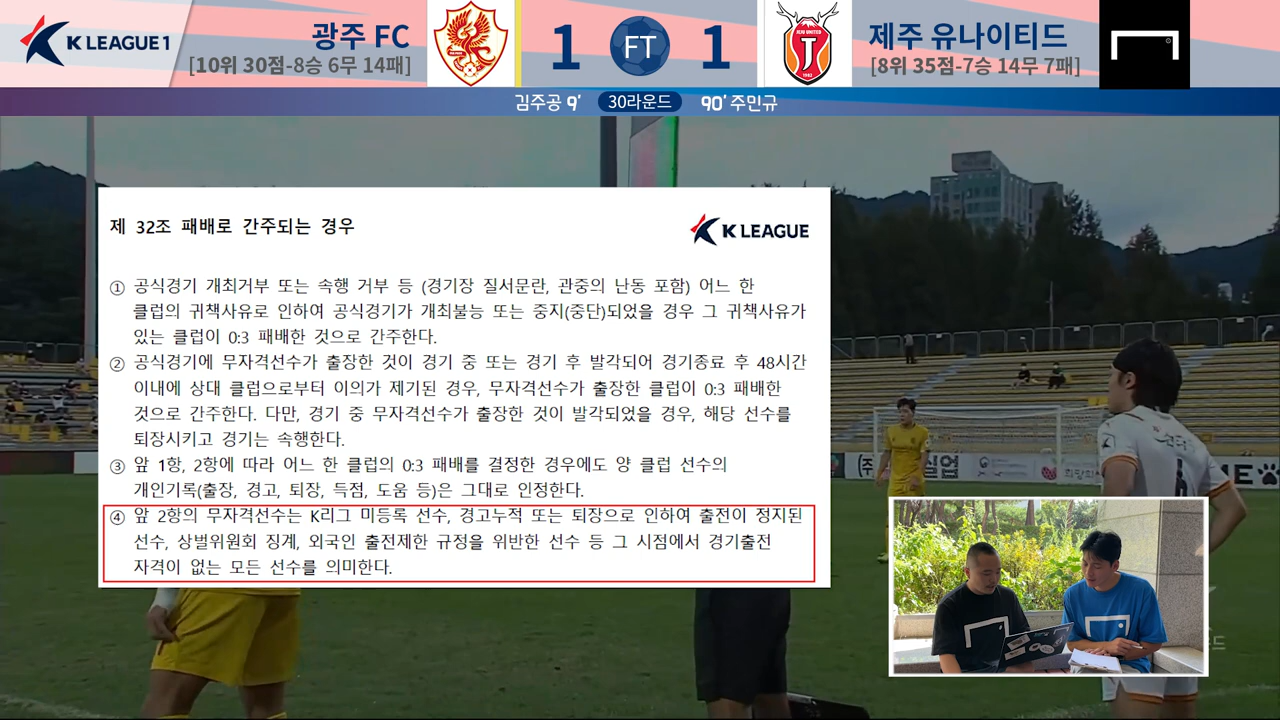 K LEAGUE 1
광주 FC
[10위 30점-8승 6무 14패]
1 FT 1
제주 유나이티드
[8위 35점-7승 14무 7패]
JEJU UNITED
김주공 9' 30라운드 90' 주민규
제 32조 패배로 간주되는 경우
K LEAGUE
① 공식경기 개최거부 또는 속행 거부 등 (경기장 질서문란, 관중의 난동 포함) 어느 한
클럽의 귀책사유로 인하여 공식경기가 개최불능 또는 중지(중단)되었을 경우 그 귀책사유가
있는 클럽이 0:3 패배한 것으로 간주한다.
② 공식경기에 무자격선수가 출장한 것이 경기 중 또는 경기 후 발각되어 경기종료 후 48시간
이내에 상대 클럽으로부터 이의가 제기된 경우, 무자격선수가 출장한 클럽이 0:3 패배한
것으로 간주한다. 다만, 경기 중 무자격선수가 출장한 것이 발각되었을 경우, 해당 선수를
퇴장시키고 경기는 속행한다.
③ 앞 1항, 2항에 따라 어느 한 클럽의 0:3 패배를 결정한 경우에도 양 클럽 선수의
개인기록(출장, 경고, 퇴장, 득점, 도움 등)은 그대로 인정한다.
④ 앞 2항의 무자격선수는 K리그 미등록 선수, 경고누적 또는 퇴장으로 인하여 출전이 정지된
선수, 상벌위원회 징계, 외국인 출전제한 규정을 위반한 선수 등 그 시점에서 경기출전
자격이 없는 모든 선수를 의미한다.